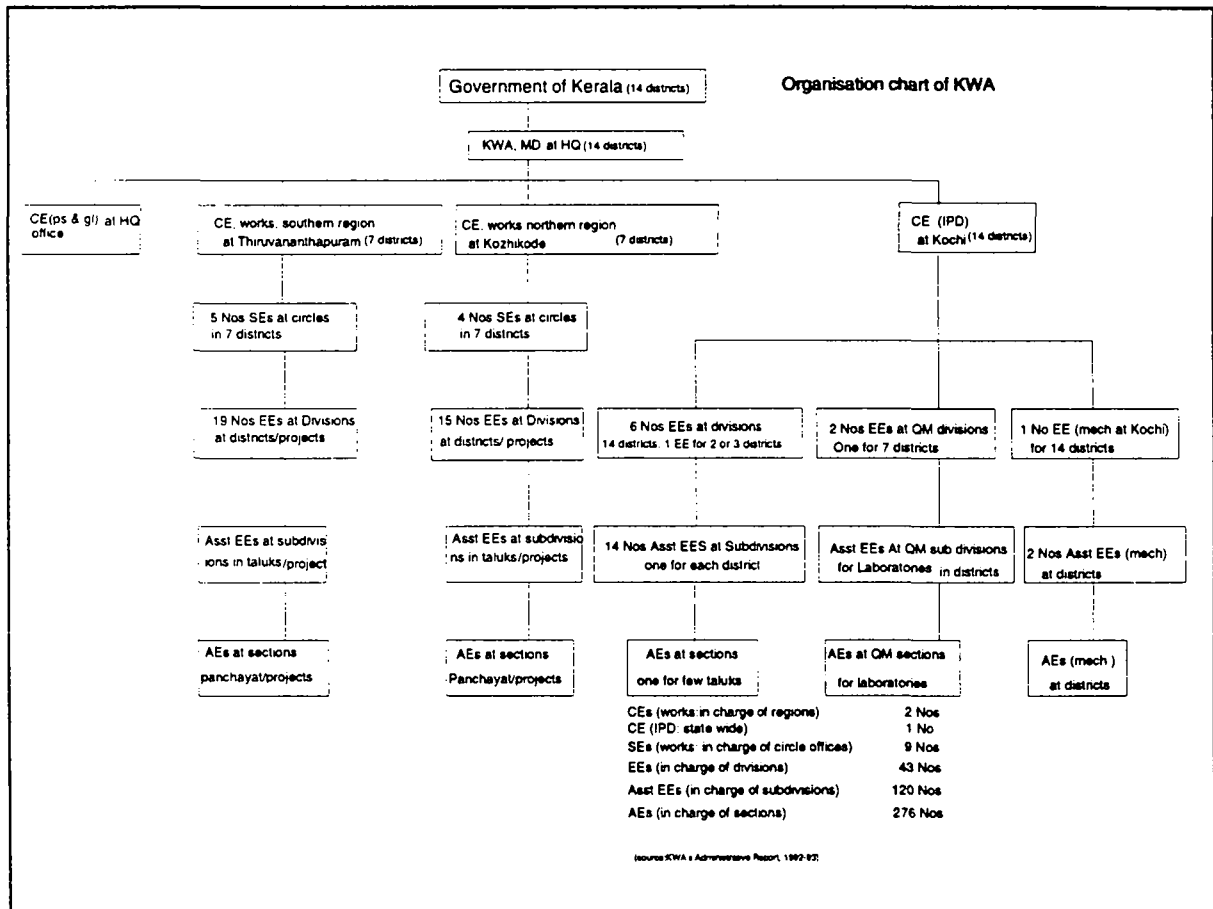 Government of Kerala (14 districts)
Organisation chart of KWA
KWA, MD at HQ (14 districts)
CE(ps & gl) at HQ
office
CE, works, southern region
at Thiruvananthapuram (7 districts)
CE, works northern region
at Kozhikode (7 districts)
CE (IPD)
at Kochi (14 districts)
5 Nos SEs at circles
in 7 districts
4 Nos SEs at circles
in 7 districts
19 Nos EEs at Divisions
at districts/projects
15 Nos EEs at Divisions
at districts/ projects
6 Nos EEs at divisions
14 districts. 1 EE for 2 or 3 districts
2 Nos EEs at QM divisions
One for 7 districts
1 No EE (mech at Kochi)
for 14 districts
Asst EEs at subdivis
ions in taluks/project
Asst EEs at subdivisio
ns in taluks/projects
14 Nos Asst EES at Subdivisions
one for each district
Asst EEs At QM sub divisions
for Laboratories in districts
2 Nos Asst EEs (mech)
at districts
AEs at sections
panchayat/projects
AEs at sections
Panchayat/projects
AEs at sections
one for few taluks
AEs at QM sections
for laboratories
AEs (mech )
at districts
CEs (works:in charge of regions) 2 Nos
CE (IPD: state wide) 1 No
SEs (works: in charge of circle offices) 9 Nos
EEs (in charge of divisions) 43 Nos
Asst EEs (in charge of subdivisions) 120 Nos
AEs (in charge of sections) 276 Nos
(source:KWA s Administrative Report, 1992-93)